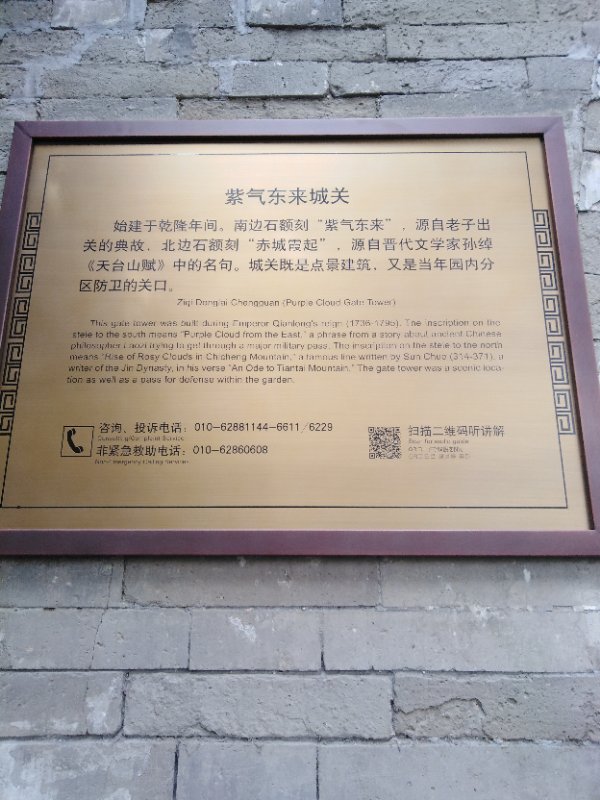 紫气东来城关
始建于乾隆年间。南边石额刻“紫气东来”，源自老子出
关的典故，北边石额刻“赤城霞起”，源自晋代文学家孙绰
《天台山赋》中的名句。城关既是点景建筑，又是当年园内分
区防卫的关口。
Ziqi Donglai Chengguan (Purple Cloud Gate Tower)
This gate tower was built during Emperor Qianlong's reign (1736-1795). The inscription on the
stele to the south means "Purple Cloud from the East," a phrase from a story about ancient Chinese
philosopher Laozi trying to get through a major military pass. The inscription on the stele to the north
means "Rise of Rosy Clouds in Chicheng Mountain," a famous line written by Sun Chuo (314-371), a
writer of the Jin Dynasty, in his verse "An Ode to Tiantai Mountain." The gate tower was a scenic loca-
tion as well as a pass for defense within the garden.
咨询、投诉电话：010-62881144-6611/6229
Consulting/Complaint Service
非紧急救助电话：010-62860608
Non-emergency Calling Services
扫描二维码听讲解